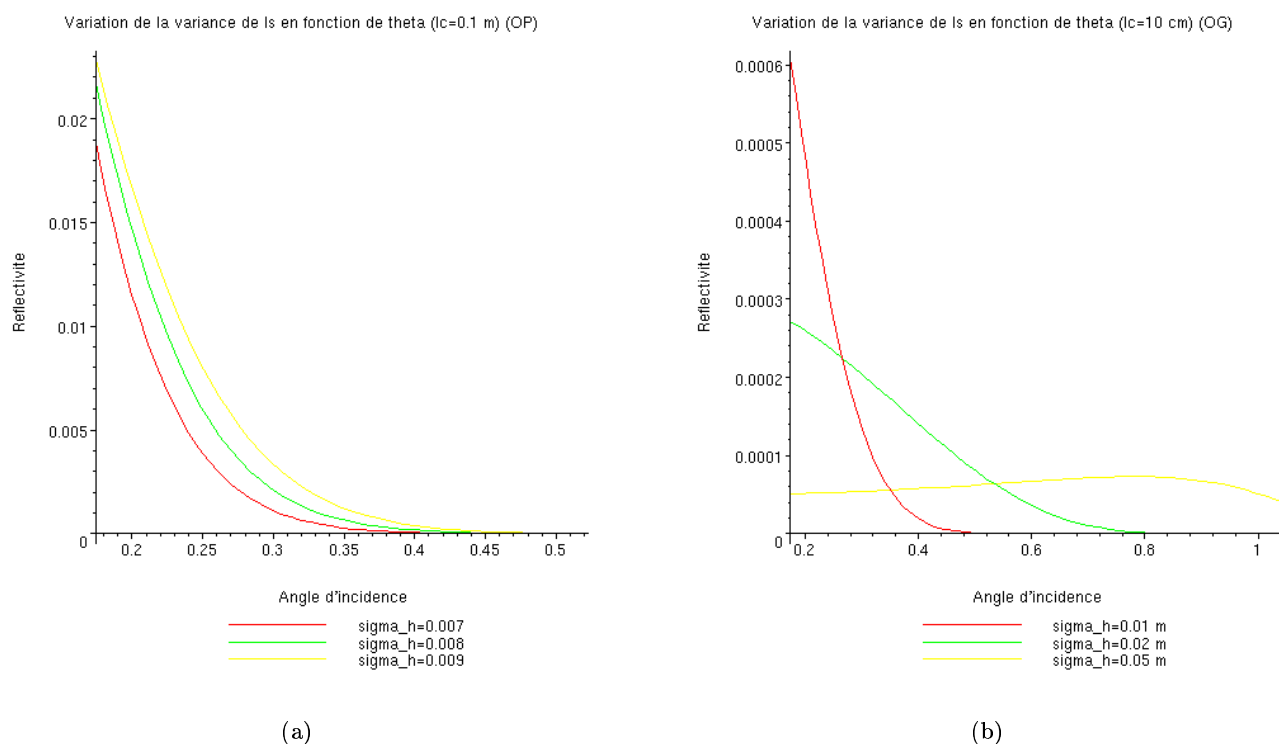 Variation de la variance de Is en fonction de theta (lc=0.1 m) (OP)
0.02
0.015
0.01
0.005
0
Reflectivite
0.2 0.25 0.3 0.35 0.4 0.45 0.5
Angle d'incidence
sigma_h=0.007
sigma_h=0.008
sigma_h=0.009
(a)
Variation de la variance de Is en fonction de theta (lc=10 cm) (OG)
0.0006
0.0005
0.0004
0.0003
0.0002
0.0001
0
Reflectivite
0.2 0.4 0.6 0.8 1
Angle d'incidence
sigma_h=0.01 m
sigma_h=0.02 m
sigma_h=0.05 m
(b)